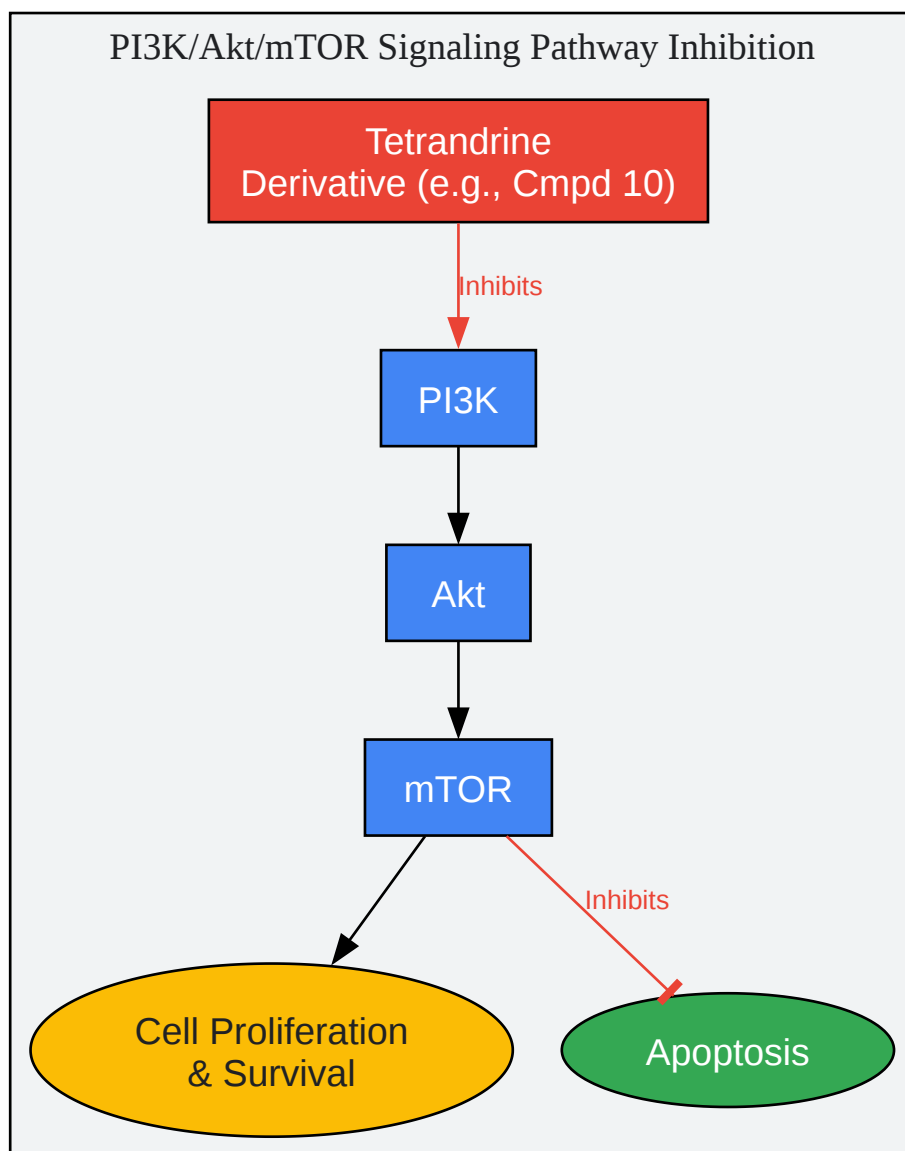 PI3K/Akt/mTOR Signaling Pathway Inhibition
Tetrandrine
Derivative (e.g., Cmpd 10)
Inhibits
PI3K
Akt
mTOR
Inhibits
Cell Proliferation
& Survival
Apoptosis